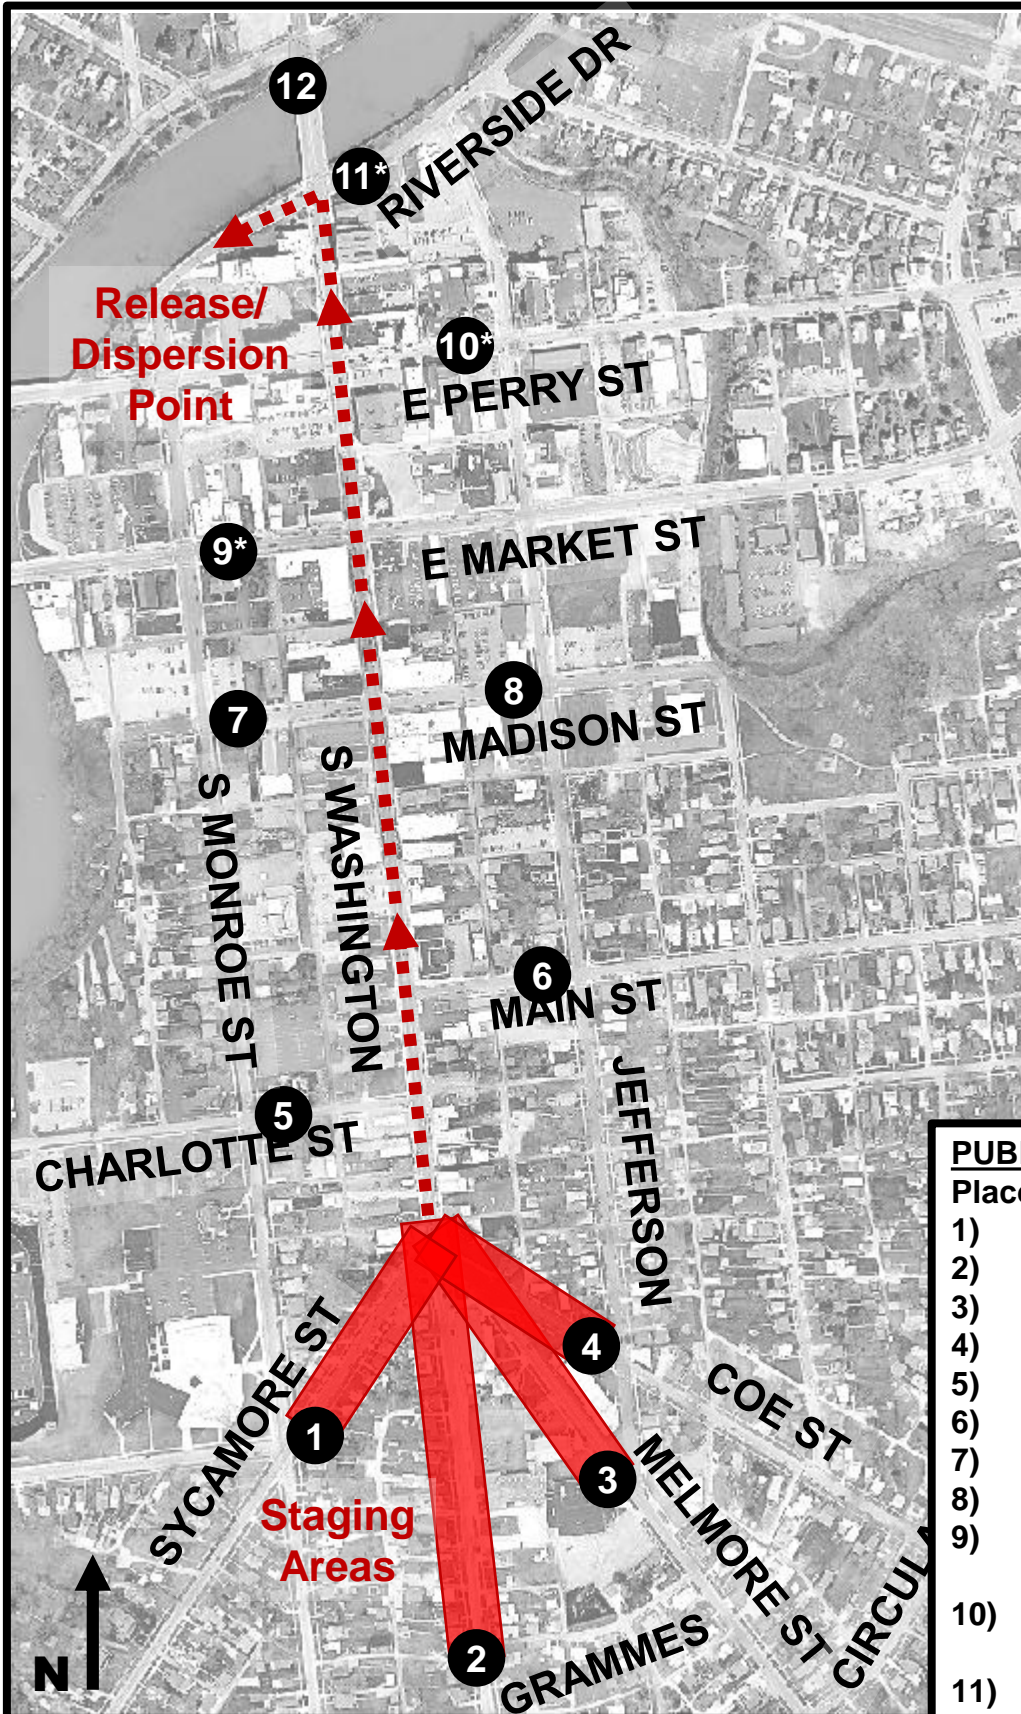 12
RIVERSIDE DR
11*
Release/
Dispersion
Point
10*
E PERRY ST
E MARKET ST
9*
8
7
MADISON ST
S MONROE ST
S WASHINGTON
6
MAIN ST
JEFFERSON
5
CHARLOTTE ST
4
COE ST
1
SYCAMORE ST
3
MELMORE ST
Staging
Areas
2
GRAMMES
CIRCULA
N
PUB
Place
1)
2)
3)
4)
5)
6)
7)
8)
9)
10)
11)